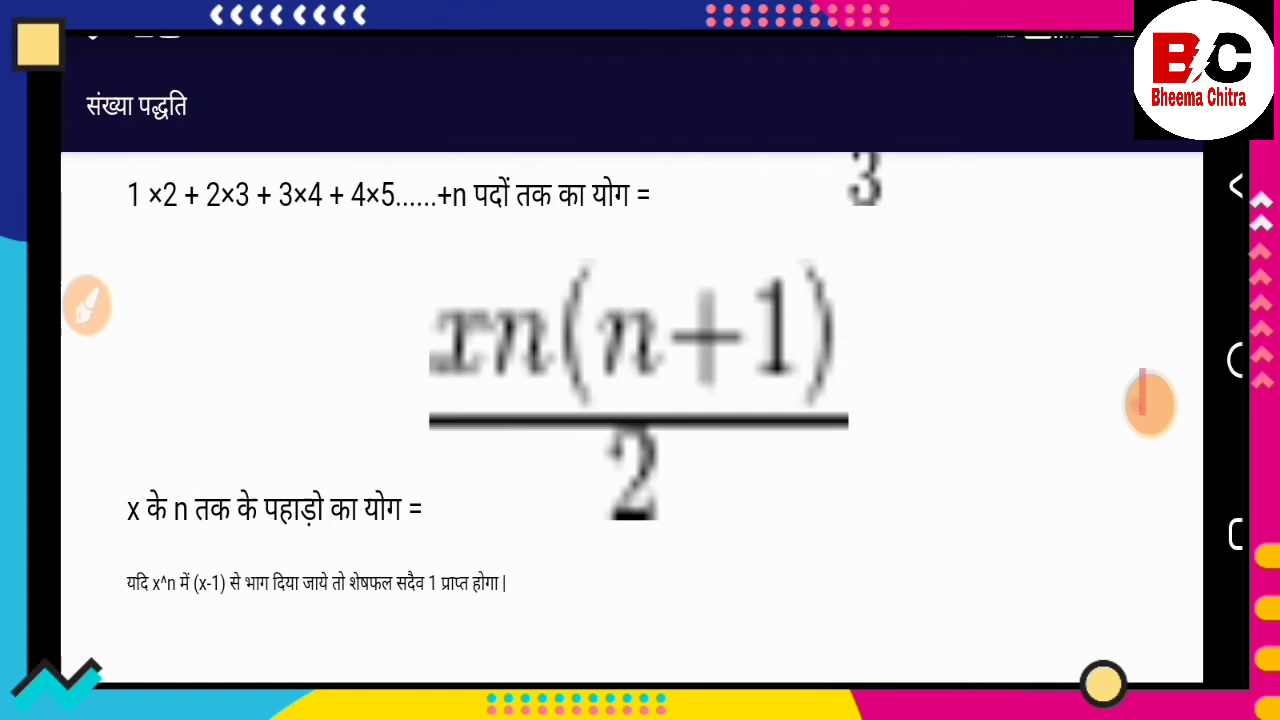 BC
Bheema Chitra
संख्या पद्धति
3
1 ×2 + 2×3 + 3×4 + 4×5......+n पदों तक का योग =
xn(n+1)
2
x के n तक के पहाड़ो का योग =
यदि x^n में (x-1) से भाग दिया जाये तो शेषफल सदैव 1 प्राप्त होगा |